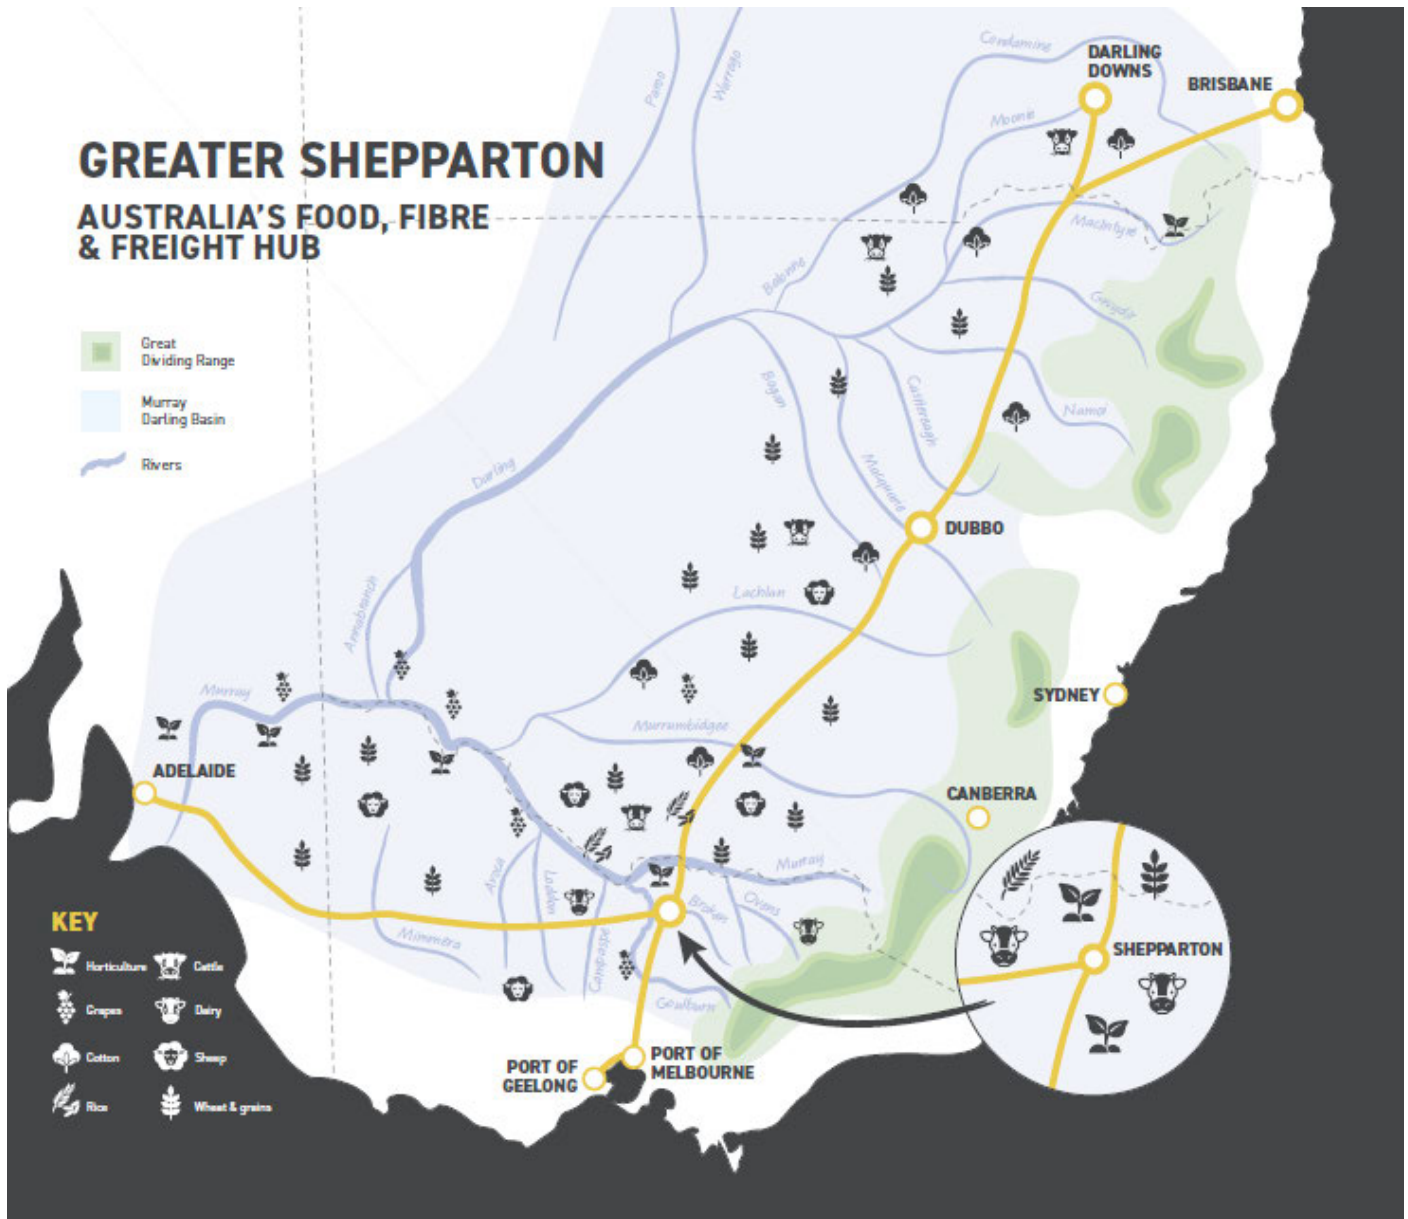 GREATER SHEPPARTON
AUSTRALIA'S FOOD, FIBRE
& FREIGHT HUB
Great
Dividing Range
Murray
Darling Basin
Rivers
Paroo
Warrego
Condamine
DARLING
DOWNS
BRISBANE
Moonie
MacIntyre
Balonne
Gwydir
Bogan
Castlereagh
Namoi
Darling
Macquarie
DUBBO
Annabranch
Lachlan
Murray
SYDNEY
Murrumbidgee
ADELAIDE
CANBERRA
Murray
Avoca
Loddon
Campaspe
Broken
Ovens
Mimmera
Goulburn
SHEPPARTON
PORT OF
GEELONG
PORT OF
MELBOURNE
KEY
Horticulture
Cattle
Grapes
Dairy
Cotton
Sheep
Rice
Wheat & grains